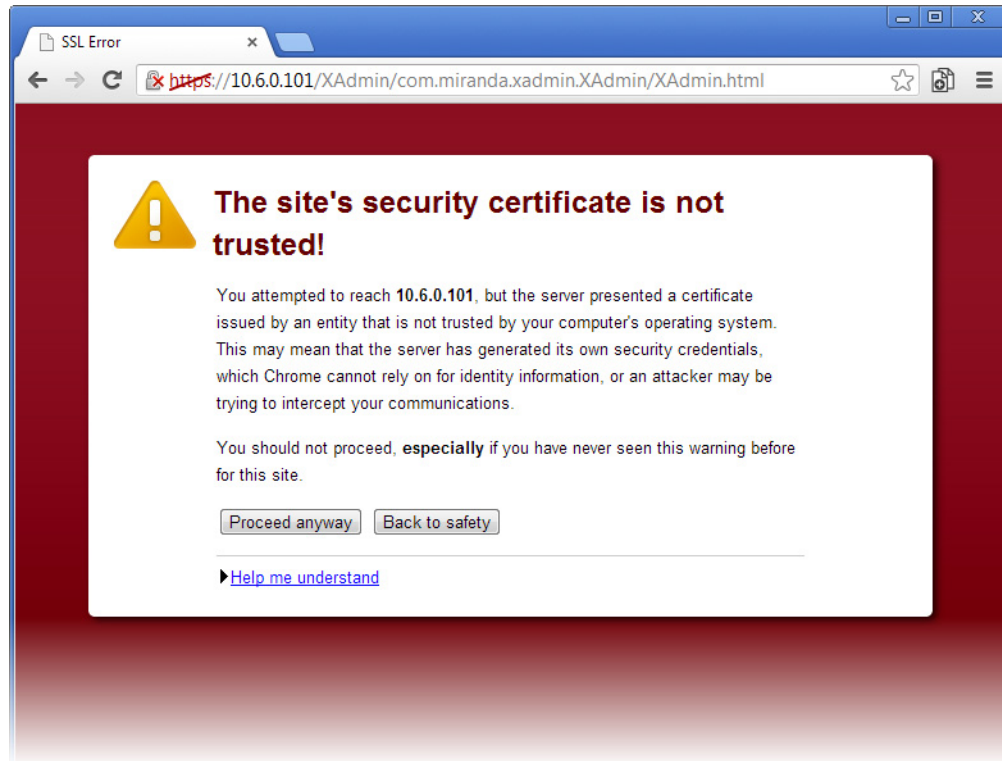 SSL Error
https://10.6.0.101/XAdmin/com.miranda.xadmin.XAdmin/XAdmin.html
The site's security certificate is not
trusted!
You attempted to reach 10.6.0.101, but the server presented a certificate
issued by an entity that is not trusted by your computer's operating system.
This may mean that the server has generated its own security credentials,
which Chrome cannot rely on for identity information, or an attacker may be
trying to intercept your communications.
You should not proceed, especially if you have never seen this warning before
for this site.
Proceed anyway Back to safety
Help me understand